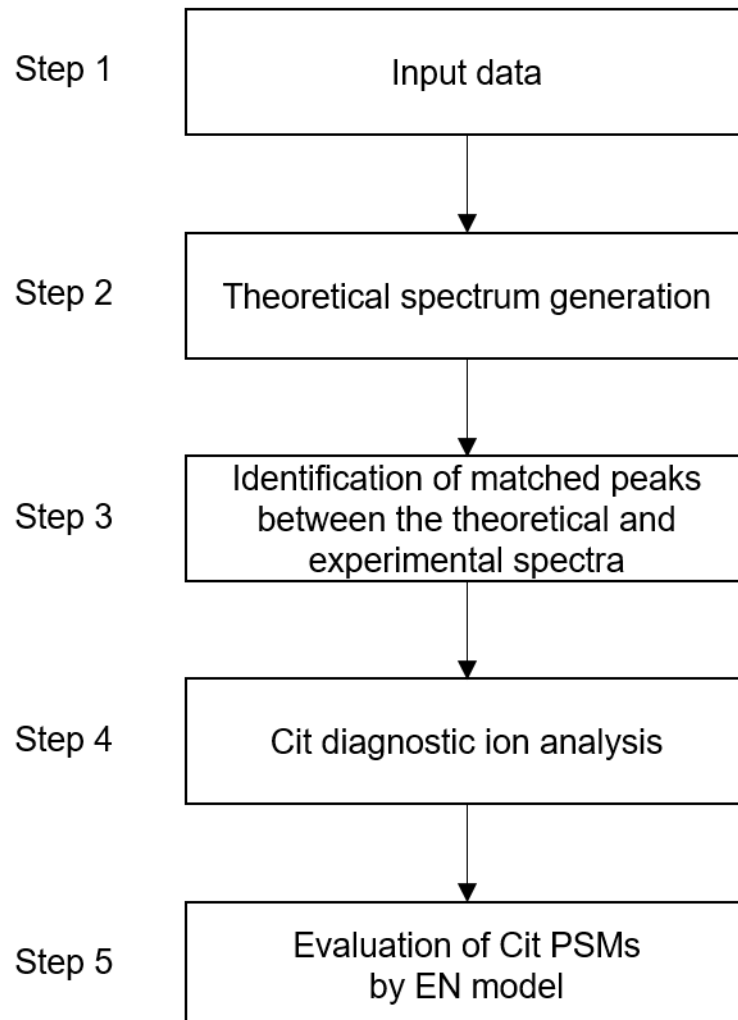 Step 1
Input data
Step 2
Theoretical spectrum generation
Step 3
Identification of matched peaks
between the theoretical and
experimental spectra
Step 4
Cit diagnostic ion analysis
Step 5
Evaluation of Cit PSMs
by EN model